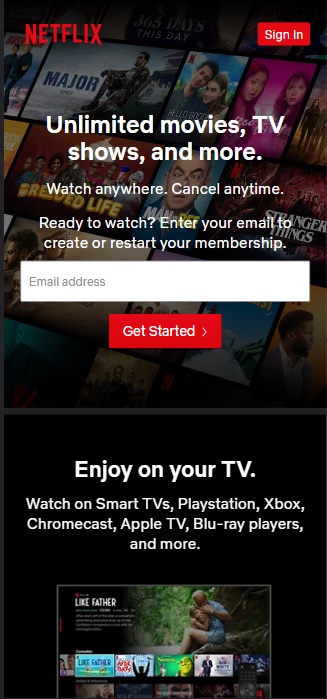 365 DAYS
THIS DAY
NETFLIX
Sign In
MAJOR
Unlimited movies, TV
shows, and more.
Watch anywhere. Cancel anytime.
Ready to watch? Enter your email to
create or restart your membership.
STRANGER
THINGS
Email address
Get Started
Enjoy on your TV.
Watch on Smart TVs, Playstation, Xbox,
Chromecast, Apple TV, Blu-ray players,
and more.
LIKE FATHER
LIKE FATHER